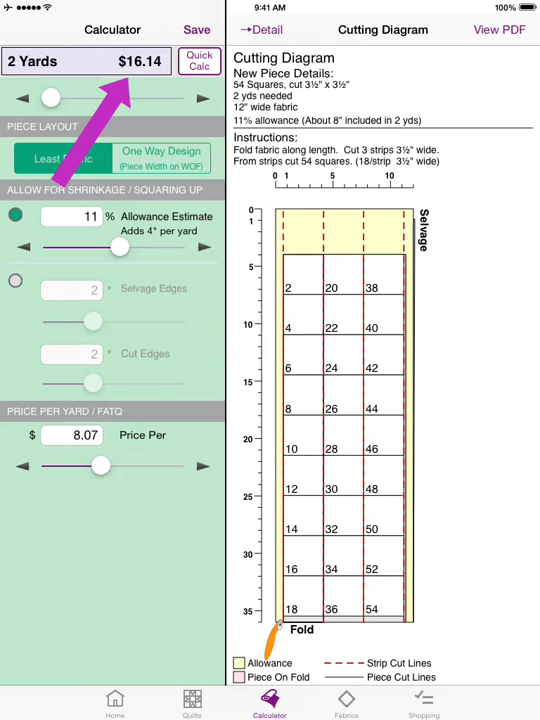 9:41 AM
100%
Calculator
Save
2 Yards
$16.14
Quick
Calc
PIECE LAYOUT
One Way Design
(Piece Width on WOF)
ALLOW FOR SHRINKAGE / SQUARING UP
11 % Allowance Estimate
Adds 4" per yard
2 " Selvage Edges
2 " Cut Edges
PRICE PER YARD / FATQ
$ 8.07 Price Per
→Detail
Cutting Diagram
View PDF
Cutting Diagram
New Piece Details:
54 Squares, cut 3½" x 3½"
2 yds needed
12" wide fabric
11% allowance (About 8" included in 2 yds)
Instructions:
Fold fabric along length. Cut 3 strips 3½" wide.
From strips cut 54 squares. (18/strip 3½" wide)
0 1 5 10
0
1
Selvage
5
2 20 38
10
4 22 40
6 24 42
15
8 26 44
20
10 28 46
25
12 30 48
14 32 50
30
16 34 52
35
18 36 54
Fold
Allowance
Strip Cut Lines
Piece On Fold
Piece Cut Lines
Home
Quilts
Calculator
Fabrics
Shopping